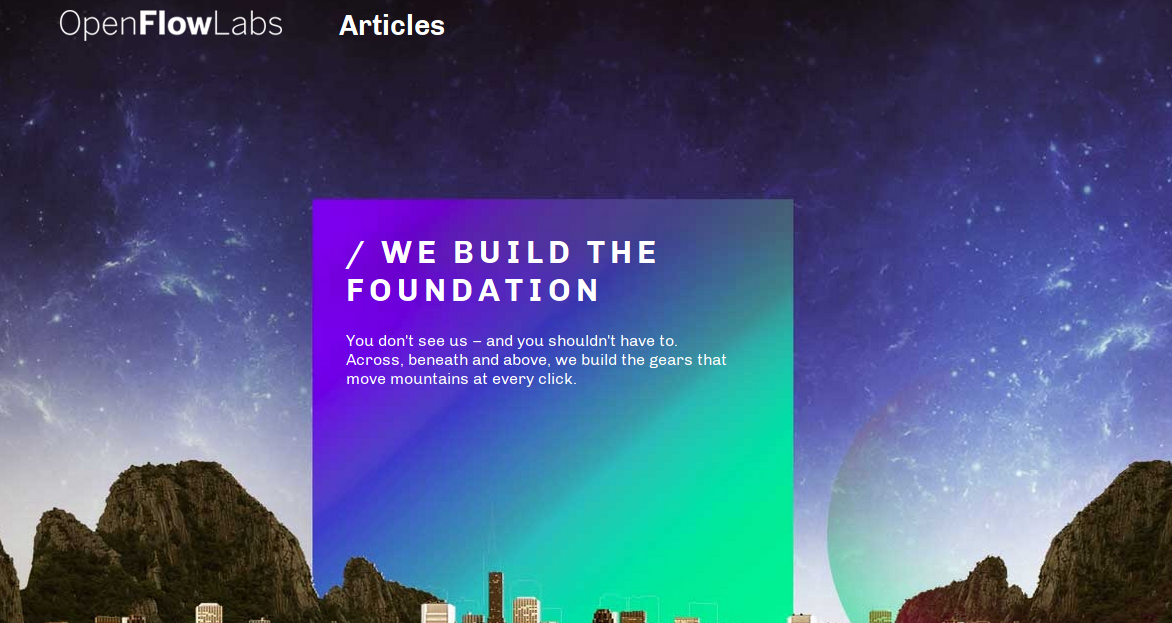 OpenFlowLabs
Articles
/ WE BUILD THE
FOUNDATION
You don't see us – and you shouldn't have to.
Across, beneath and above, we build the gears that
move mountains at every click.